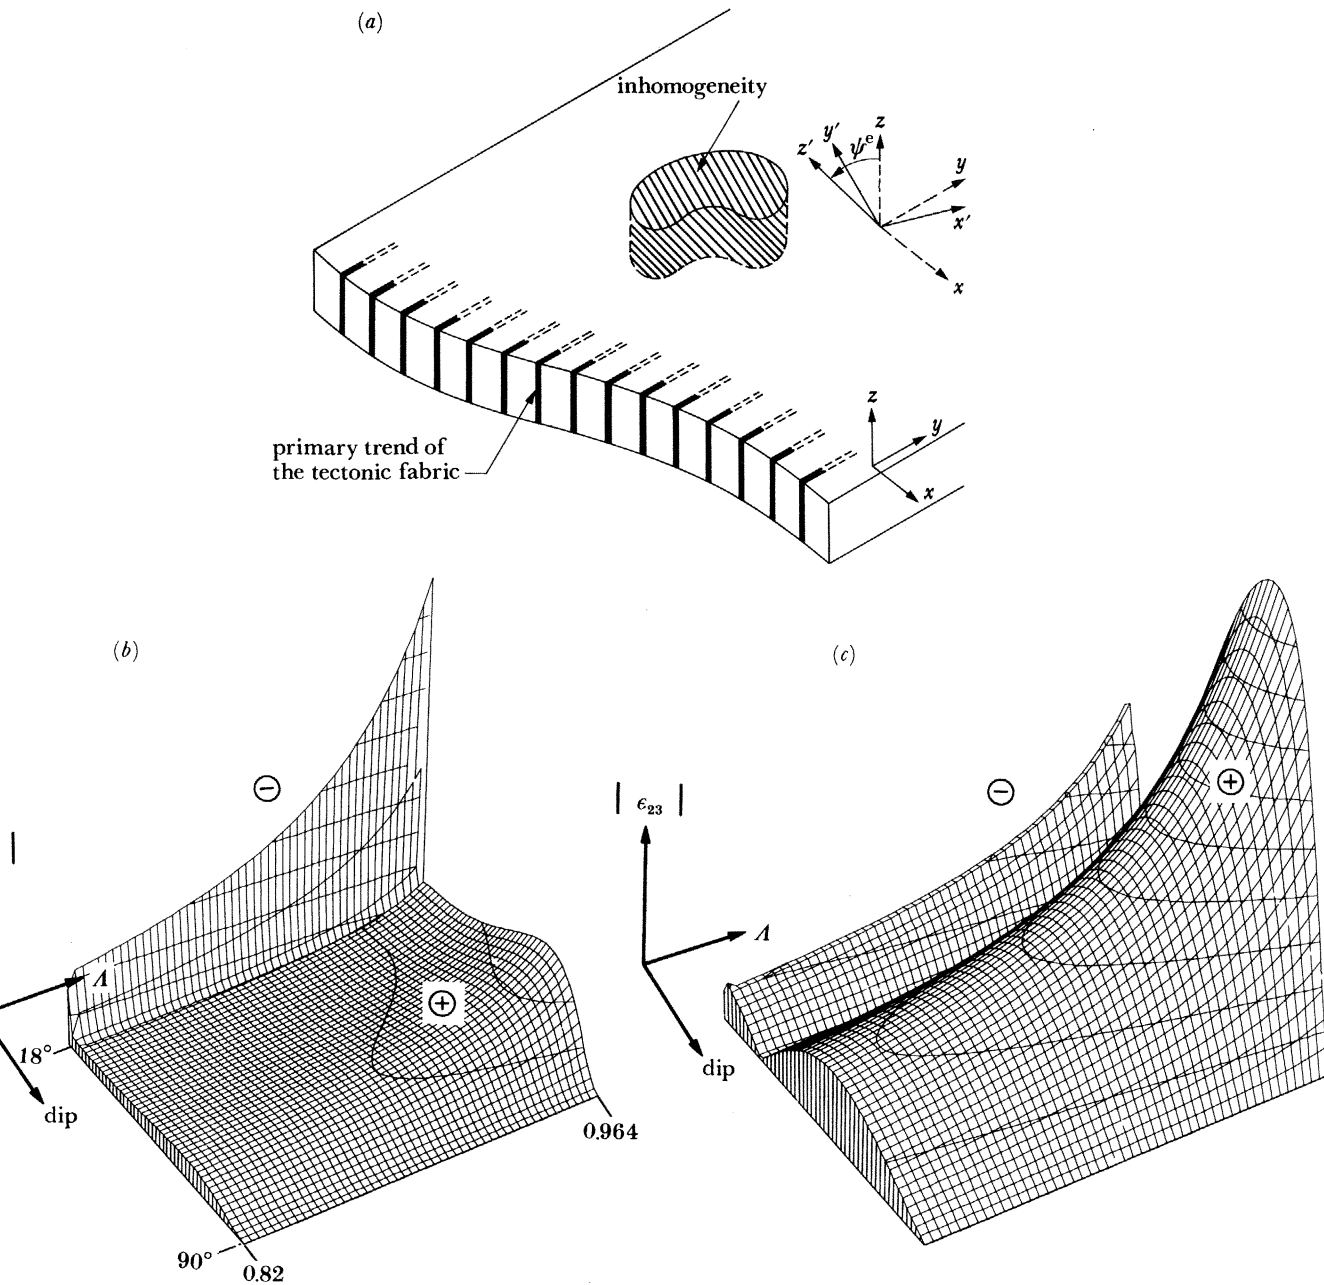 (a)
inhomogeneity
z
y′
ψᵉ
z′
y
x′
x
z
y
x
primary trend of
the tectonic fabric
(b)
(c)
−
−
+
| ϵ₂₃ |
|
Λ
Λ
+
18°
dip
dip
0.964
90°
0.82